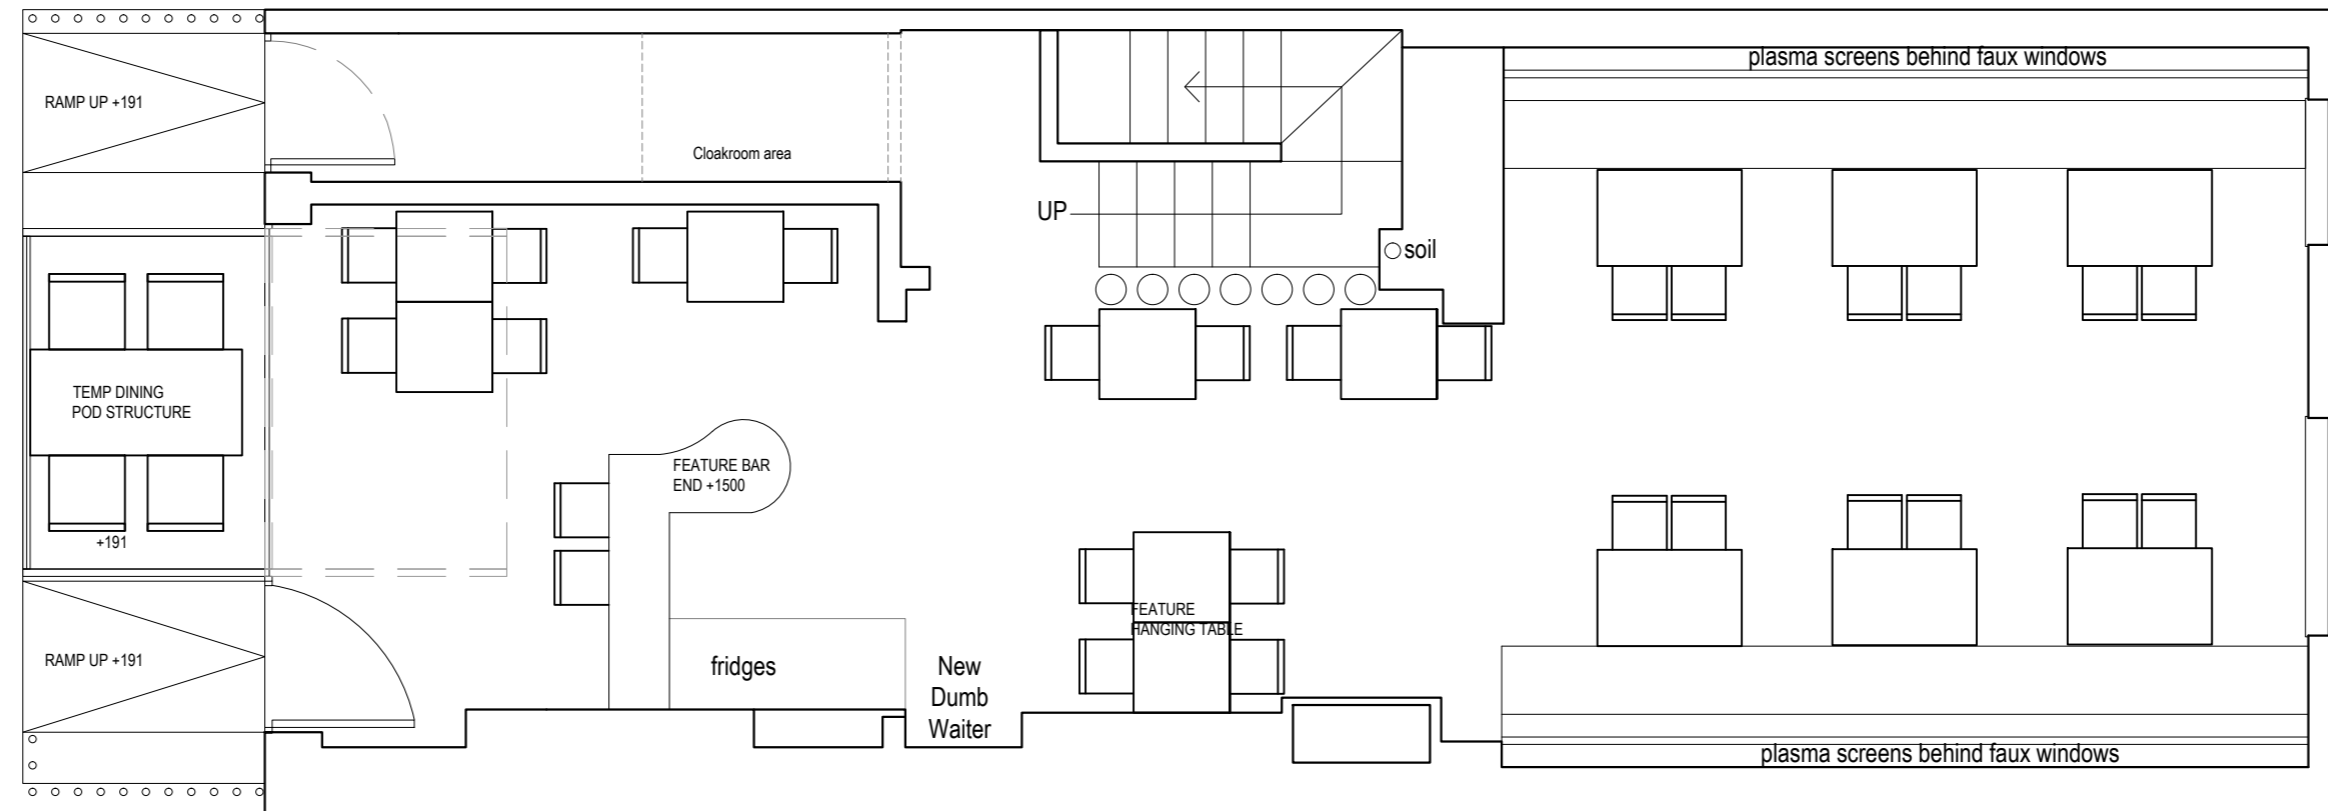 plasma screens behind faux windows
RAMP UP +191
Cloakroom area
UP
soil
TEMP DINING
POD STRUCTURE
FEATURE BAR
END +1500
+191
FEATURE
HANGING TABLE
RAMP UP +191
fridges
New
Dumb
Waiter
plasma screens behind faux windows